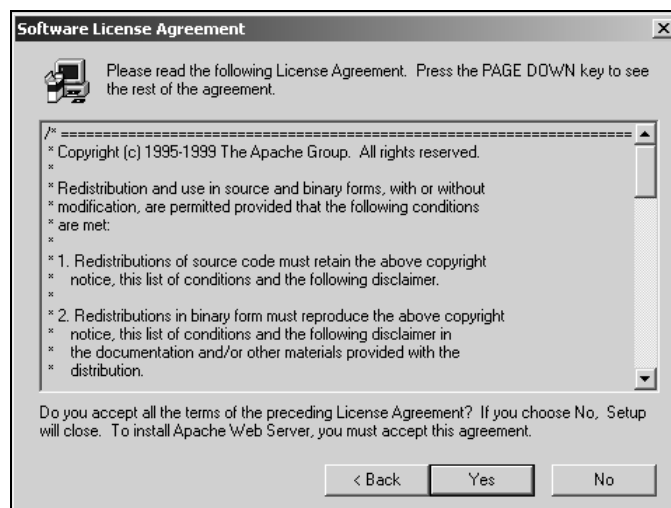 Software License Agreement
Please read the following License Agreement. Press the PAGE DOWN key to see
the rest of the agreement.
/* =====================================================================
* Copyright (c) 1995-1999 The Apache Group. All rights reserved.
*
* Redistribution and use in source and binary forms, with or without
* modification, are permitted provided that the following conditions
* are met:
*
* 1. Redistributions of source code must retain the above copyright
* notice, this list of conditions and the following disclaimer.
*
* 2. Redistributions in binary form must reproduce the above copyright
* notice, this list of conditions and the following disclaimer in
* the documentation and/or other materials provided with the
* distribution.
Do you accept all the terms of the preceding License Agreement? If you choose No, Setup
will close. To install Apache Web Server, you must accept this agreement.
< Back Yes No